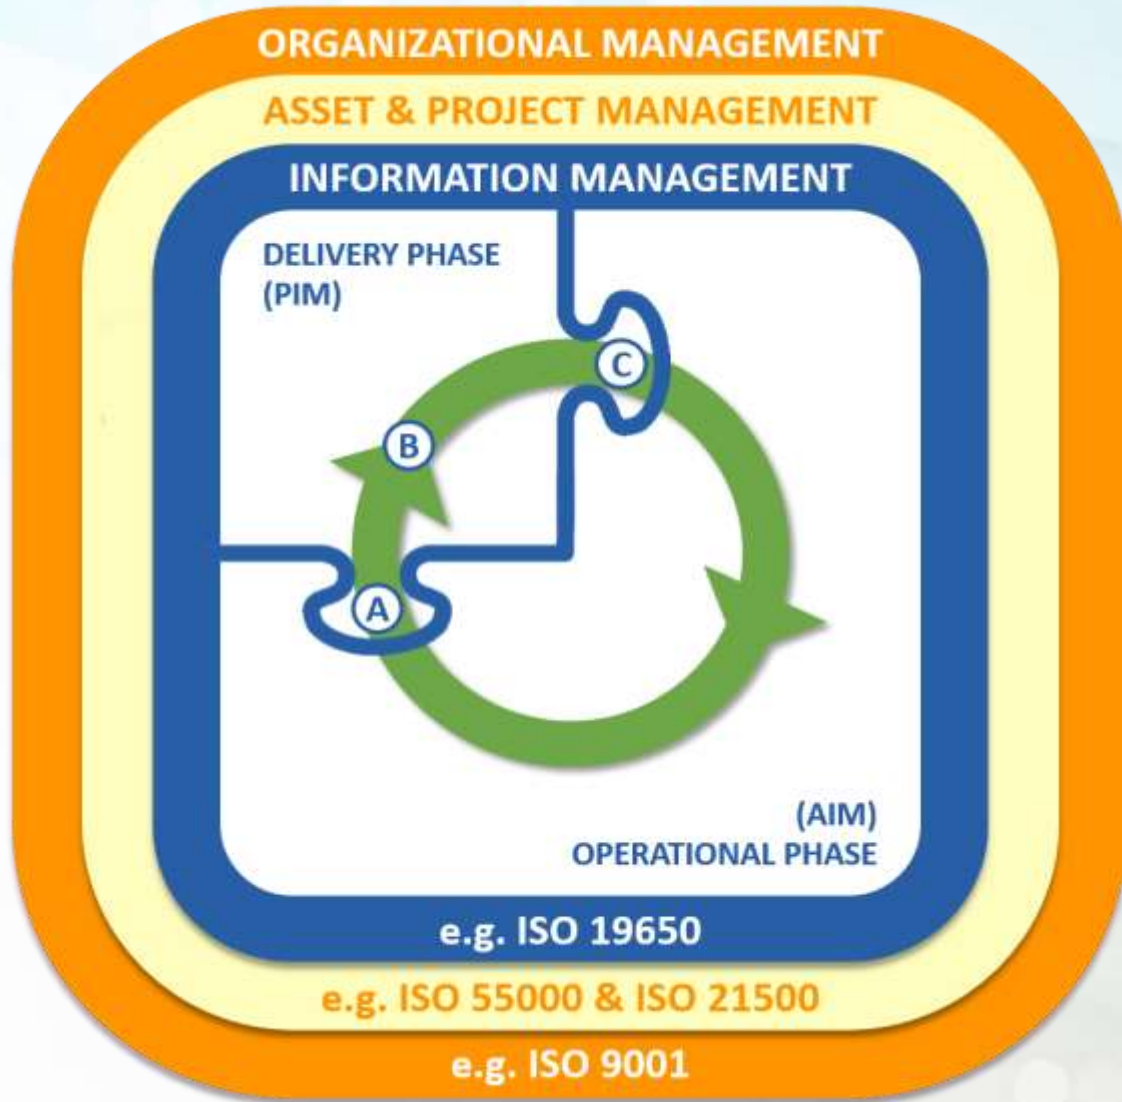 ORGANIZATIONAL MANAGEMENT
ASSET & PROJECT MANAGEMENT
INFORMATION MANAGEMENT
DELIVERY PHASE
(PIM)
C
B
A
(AIM)
OPERATIONAL PHASE
e.g. ISO 19650
e.g. ISO 55000 & ISO 21500
e.g. ISO 9001